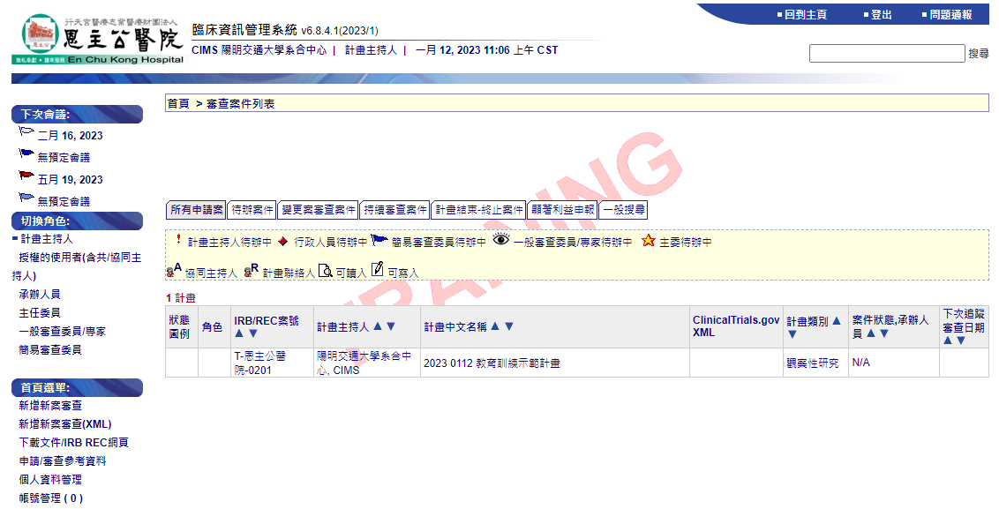 行天宮醫療志業醫療財團法人
恩主公醫院
En Chu Kong Hospital
臨床資訊管理系統 v6.8.4.1(2023/1)
CIMS 陽明交通大學系合中心 | 計畫主持人 | 一月 12, 2023 11:06 上午 CST
回到主頁 登出 問題通報
搜尋
首頁 > 審查案件列表
下次會議:
二月 16, 2023
無預定會議
五月 19, 2023
無預定會議
切換角色:
計畫主持人
授權的使用者(含共/協同主
持人)
承辦人員
主任委員
一般審查委員/專家
簡易審查委員
首頁選單:
新增新案審查
新增新案審查(XML)
下載文件/IRB REC網頁
申請/審查參考資料
個人資料管理
帳號管理 ( 0 )
所有申請案 待辦案件 變更案審查案件 持續審查案件 計畫結束-終止案件 顯著利益申報 一般搜尋
計畫主持人待辦中 行政人員待辦中 簡易審查委員待辦中 一般審查委員/專家待辦中 主委待辦中
A 協同主持人 R 計畫聯絡人 可讀入 可寫入
TRAINING
1 計畫
狀態
圖例 角色 IRB/REC案號 計畫主持人 計畫中文名稱 ClinicalTrials.gov
XML 計畫類別 案件狀態,承辦人
員 下次追蹤
審查日期
T-恩主公醫
院-0201 陽明交通大學系合中
心, CIMS 2023 0112 教育訓練示範計畫 觀察性研究 N/A